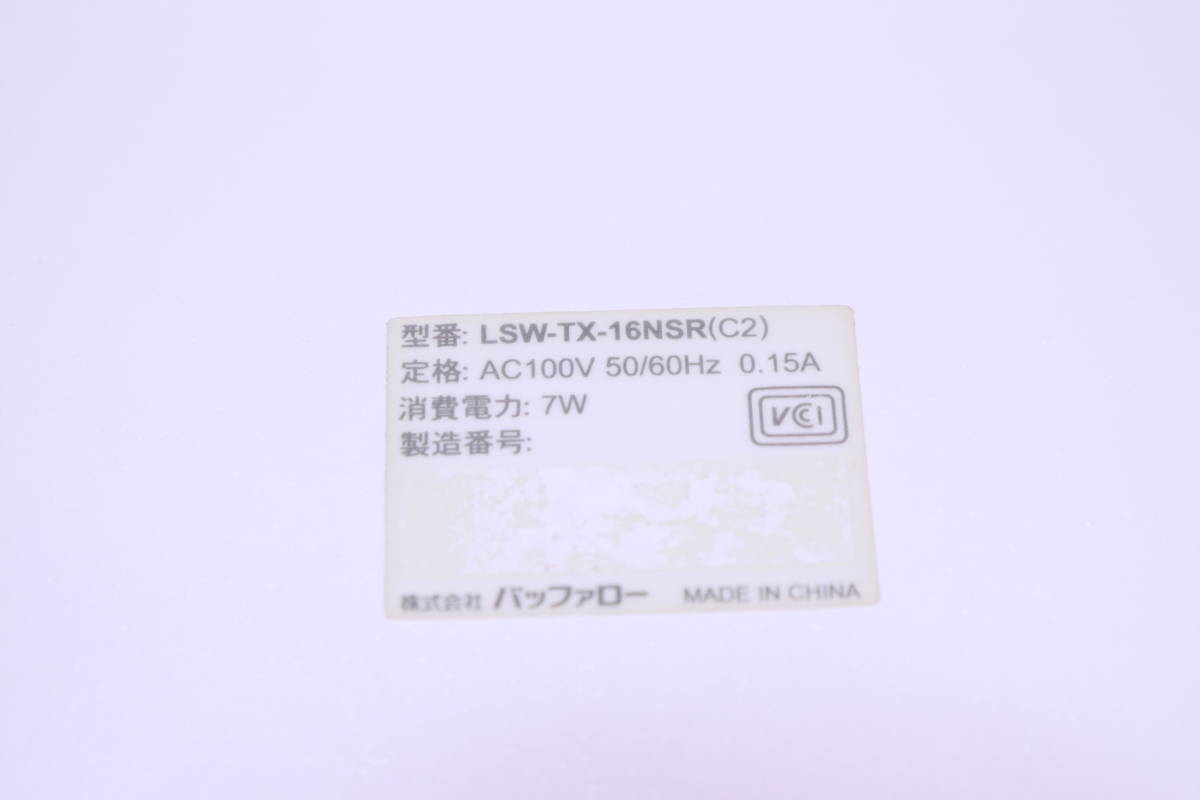 型番: LSW-TX-16NSR(C2)
定格: AC100V 50/60Hz 0.15A
消費電力: 7W
VCCI
製造番号:
株式会社 バッファロー MADE IN CHINA